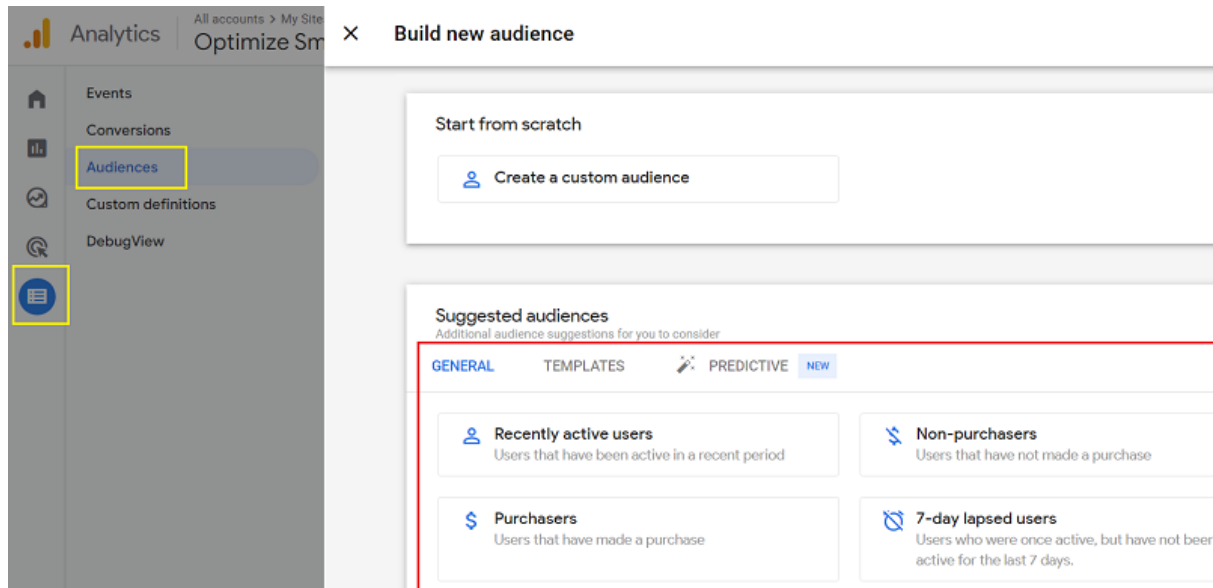 Analytics
All accounts > My Site
Optimize Sm
Events
Conversions
Audiences
Custom definitions
DebugView
Build new audience
Start from scratch
Create a custom audience
Suggested audiences
Additional audience suggestions for you to consider
GENERAL TEMPLATES PREDICTIVE NEW
Recently active users
Users that have been active in a recent period
Non-purchasers
Users that have not made a purchase
Purchasers
Users that have made a purchase
7-day lapsed users
Users who were once active, but have not been
active for the last 7 days.